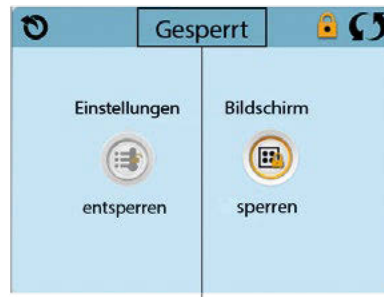 Gesperrt
Einstellungen
entsperren
Bildschirm
sperren